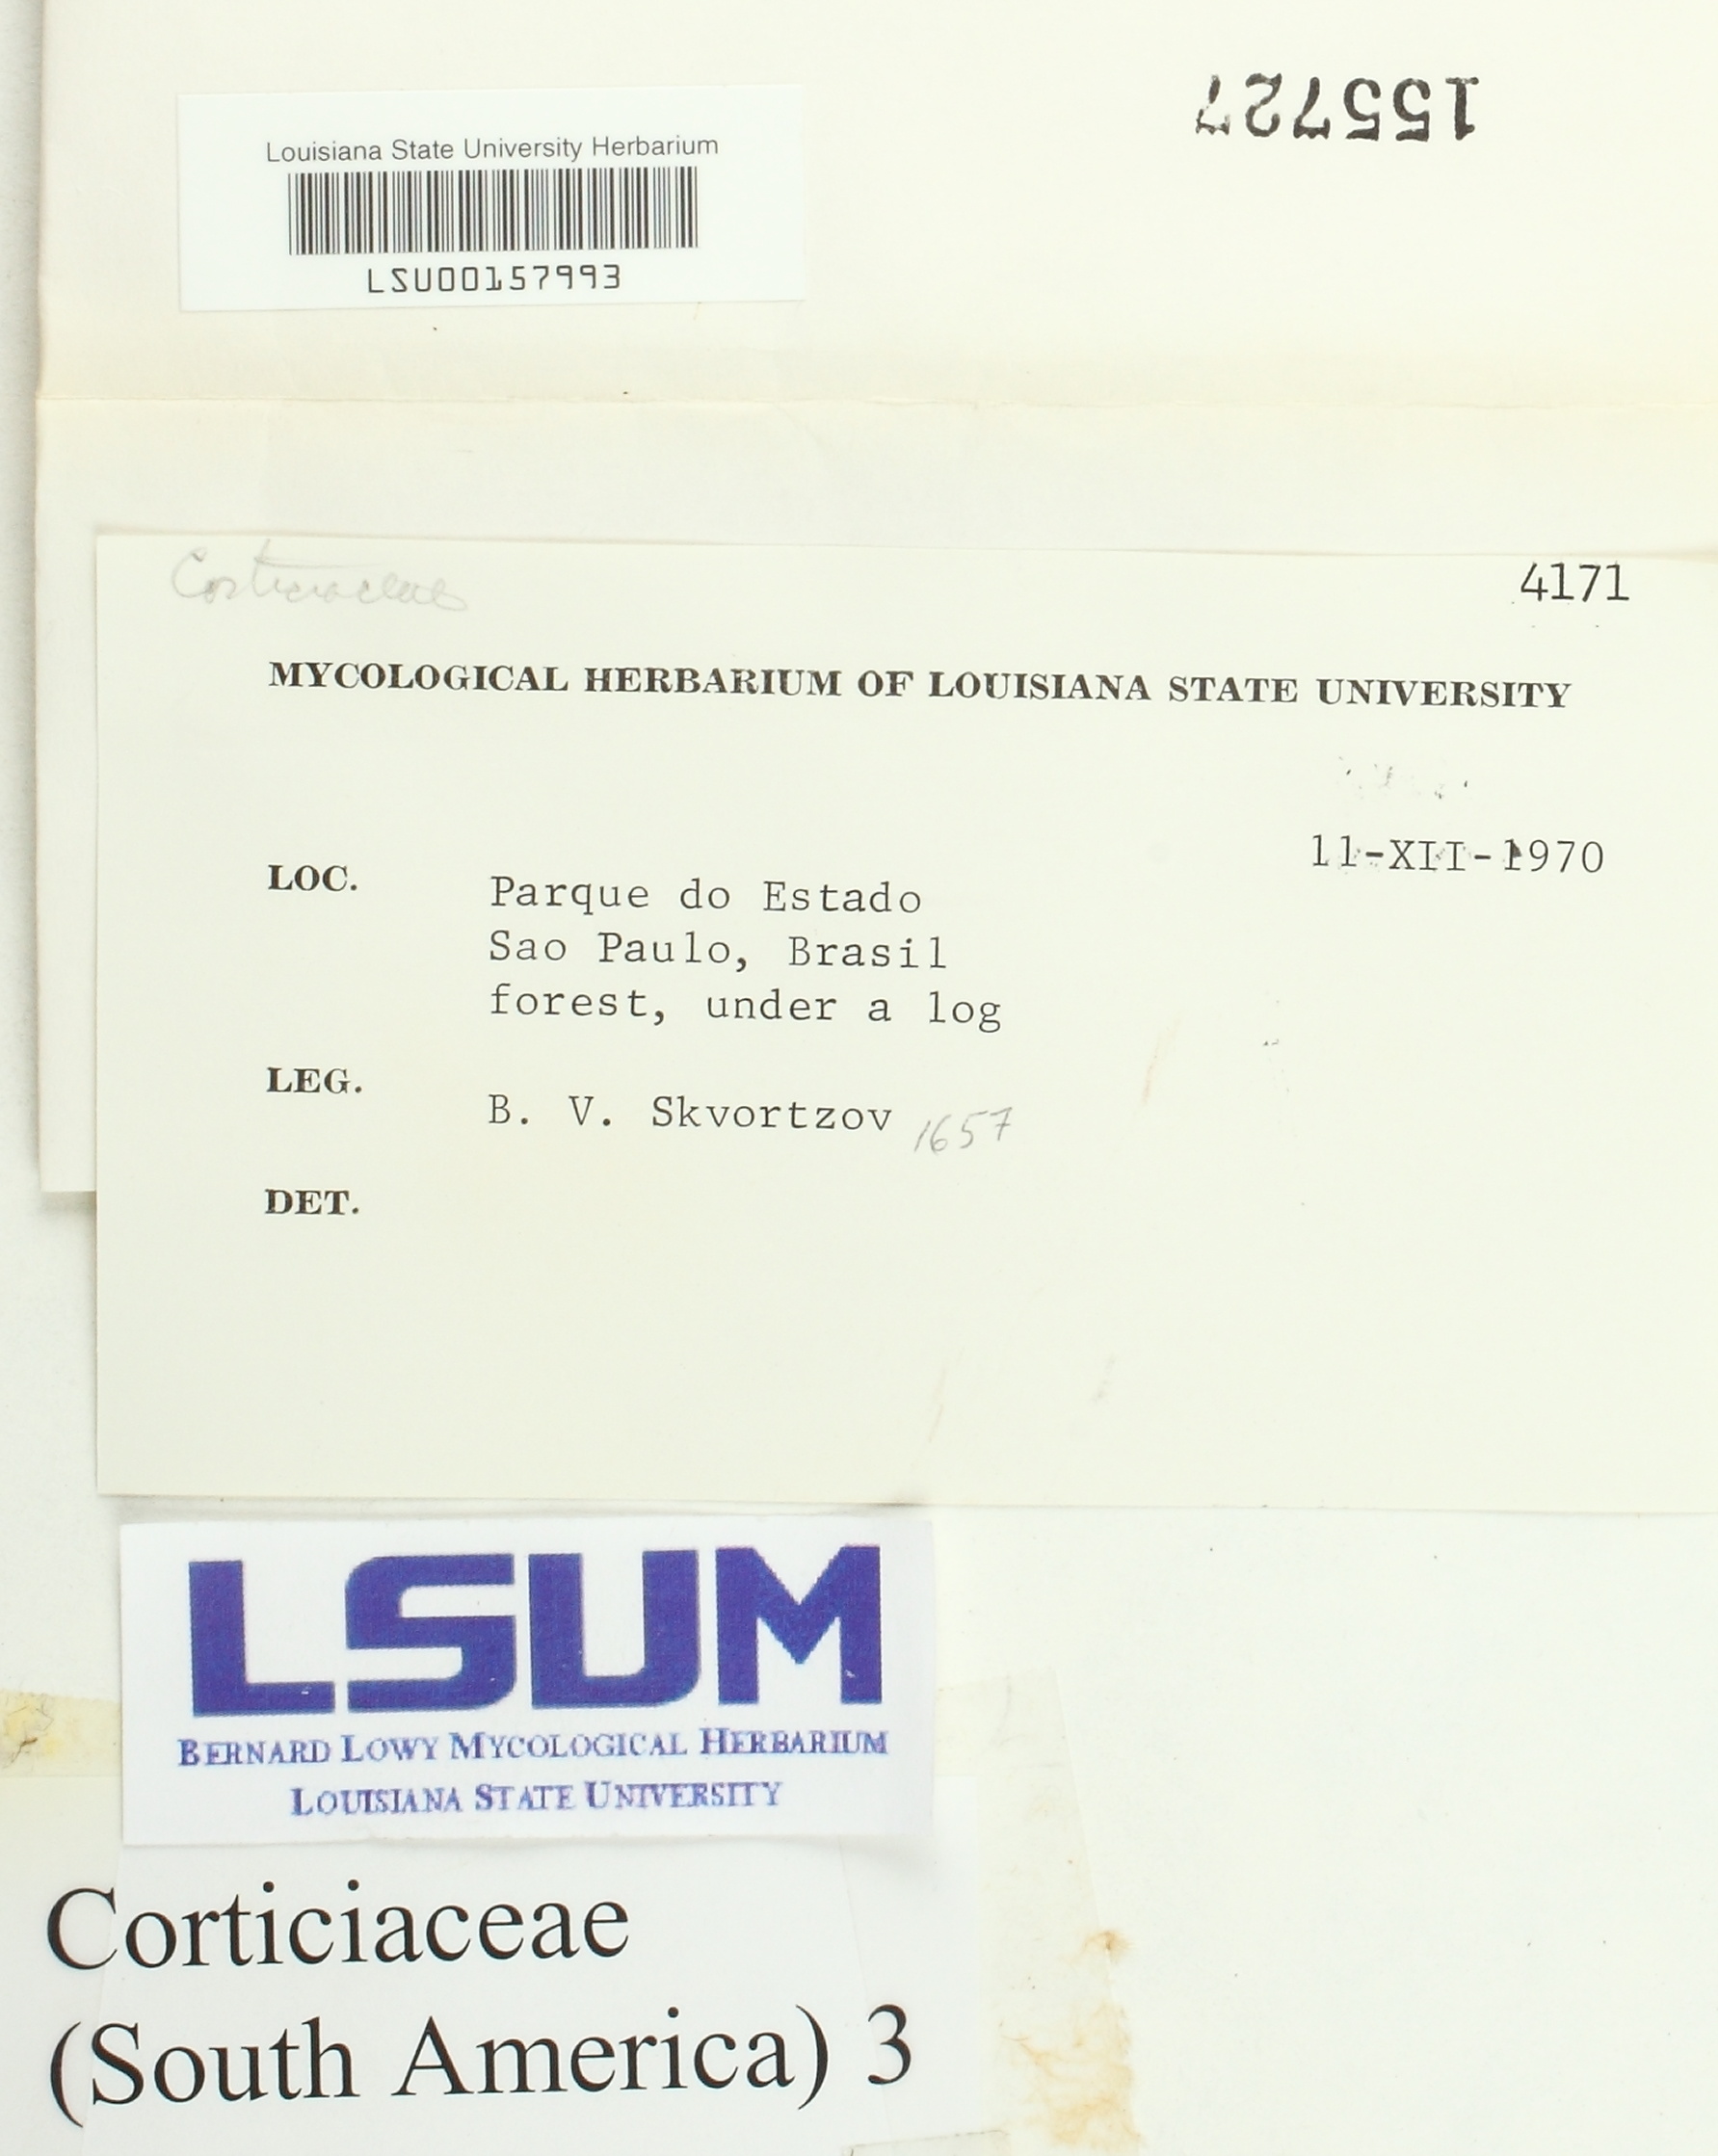 155727
Louisiana State University Herbarium
LSU00157993
Corticiaceae
4171
MYCOLOGICAL HERBARIUM OF LOUISIANA STATE UNIVERSITY
11-XII-1970
LOC. Parque do Estado
Sao Paulo, Brasil
forest, under a log
LEG. B. V. Skvortzov 1657
DET.
LSUM
BERNARD LOWY MYCOLOGICAL HERBARIUM
LOUISIANA STATE UNIVERSITY
Corticiaceae
(South America) 3